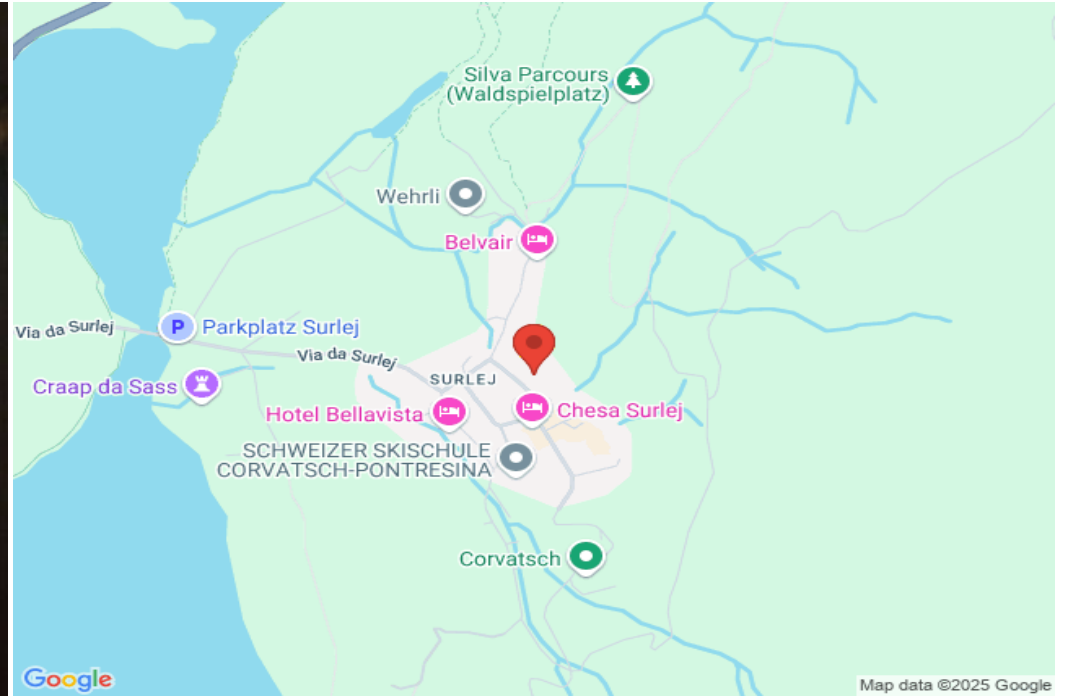 Silva Parcours
(Waldspielplatz)
Wehrli
Belvair
Via da Surlej
P
Parkplatz Surlej
Via da Surlej
SURLEJ
Craap da Sass
Hotel Bellavista
Chesa Surlej
SCHWEIZER SKISCHULE
CORVATSCH-PONTRESINA
Corvatsch
Google
Map data ©2025 Google